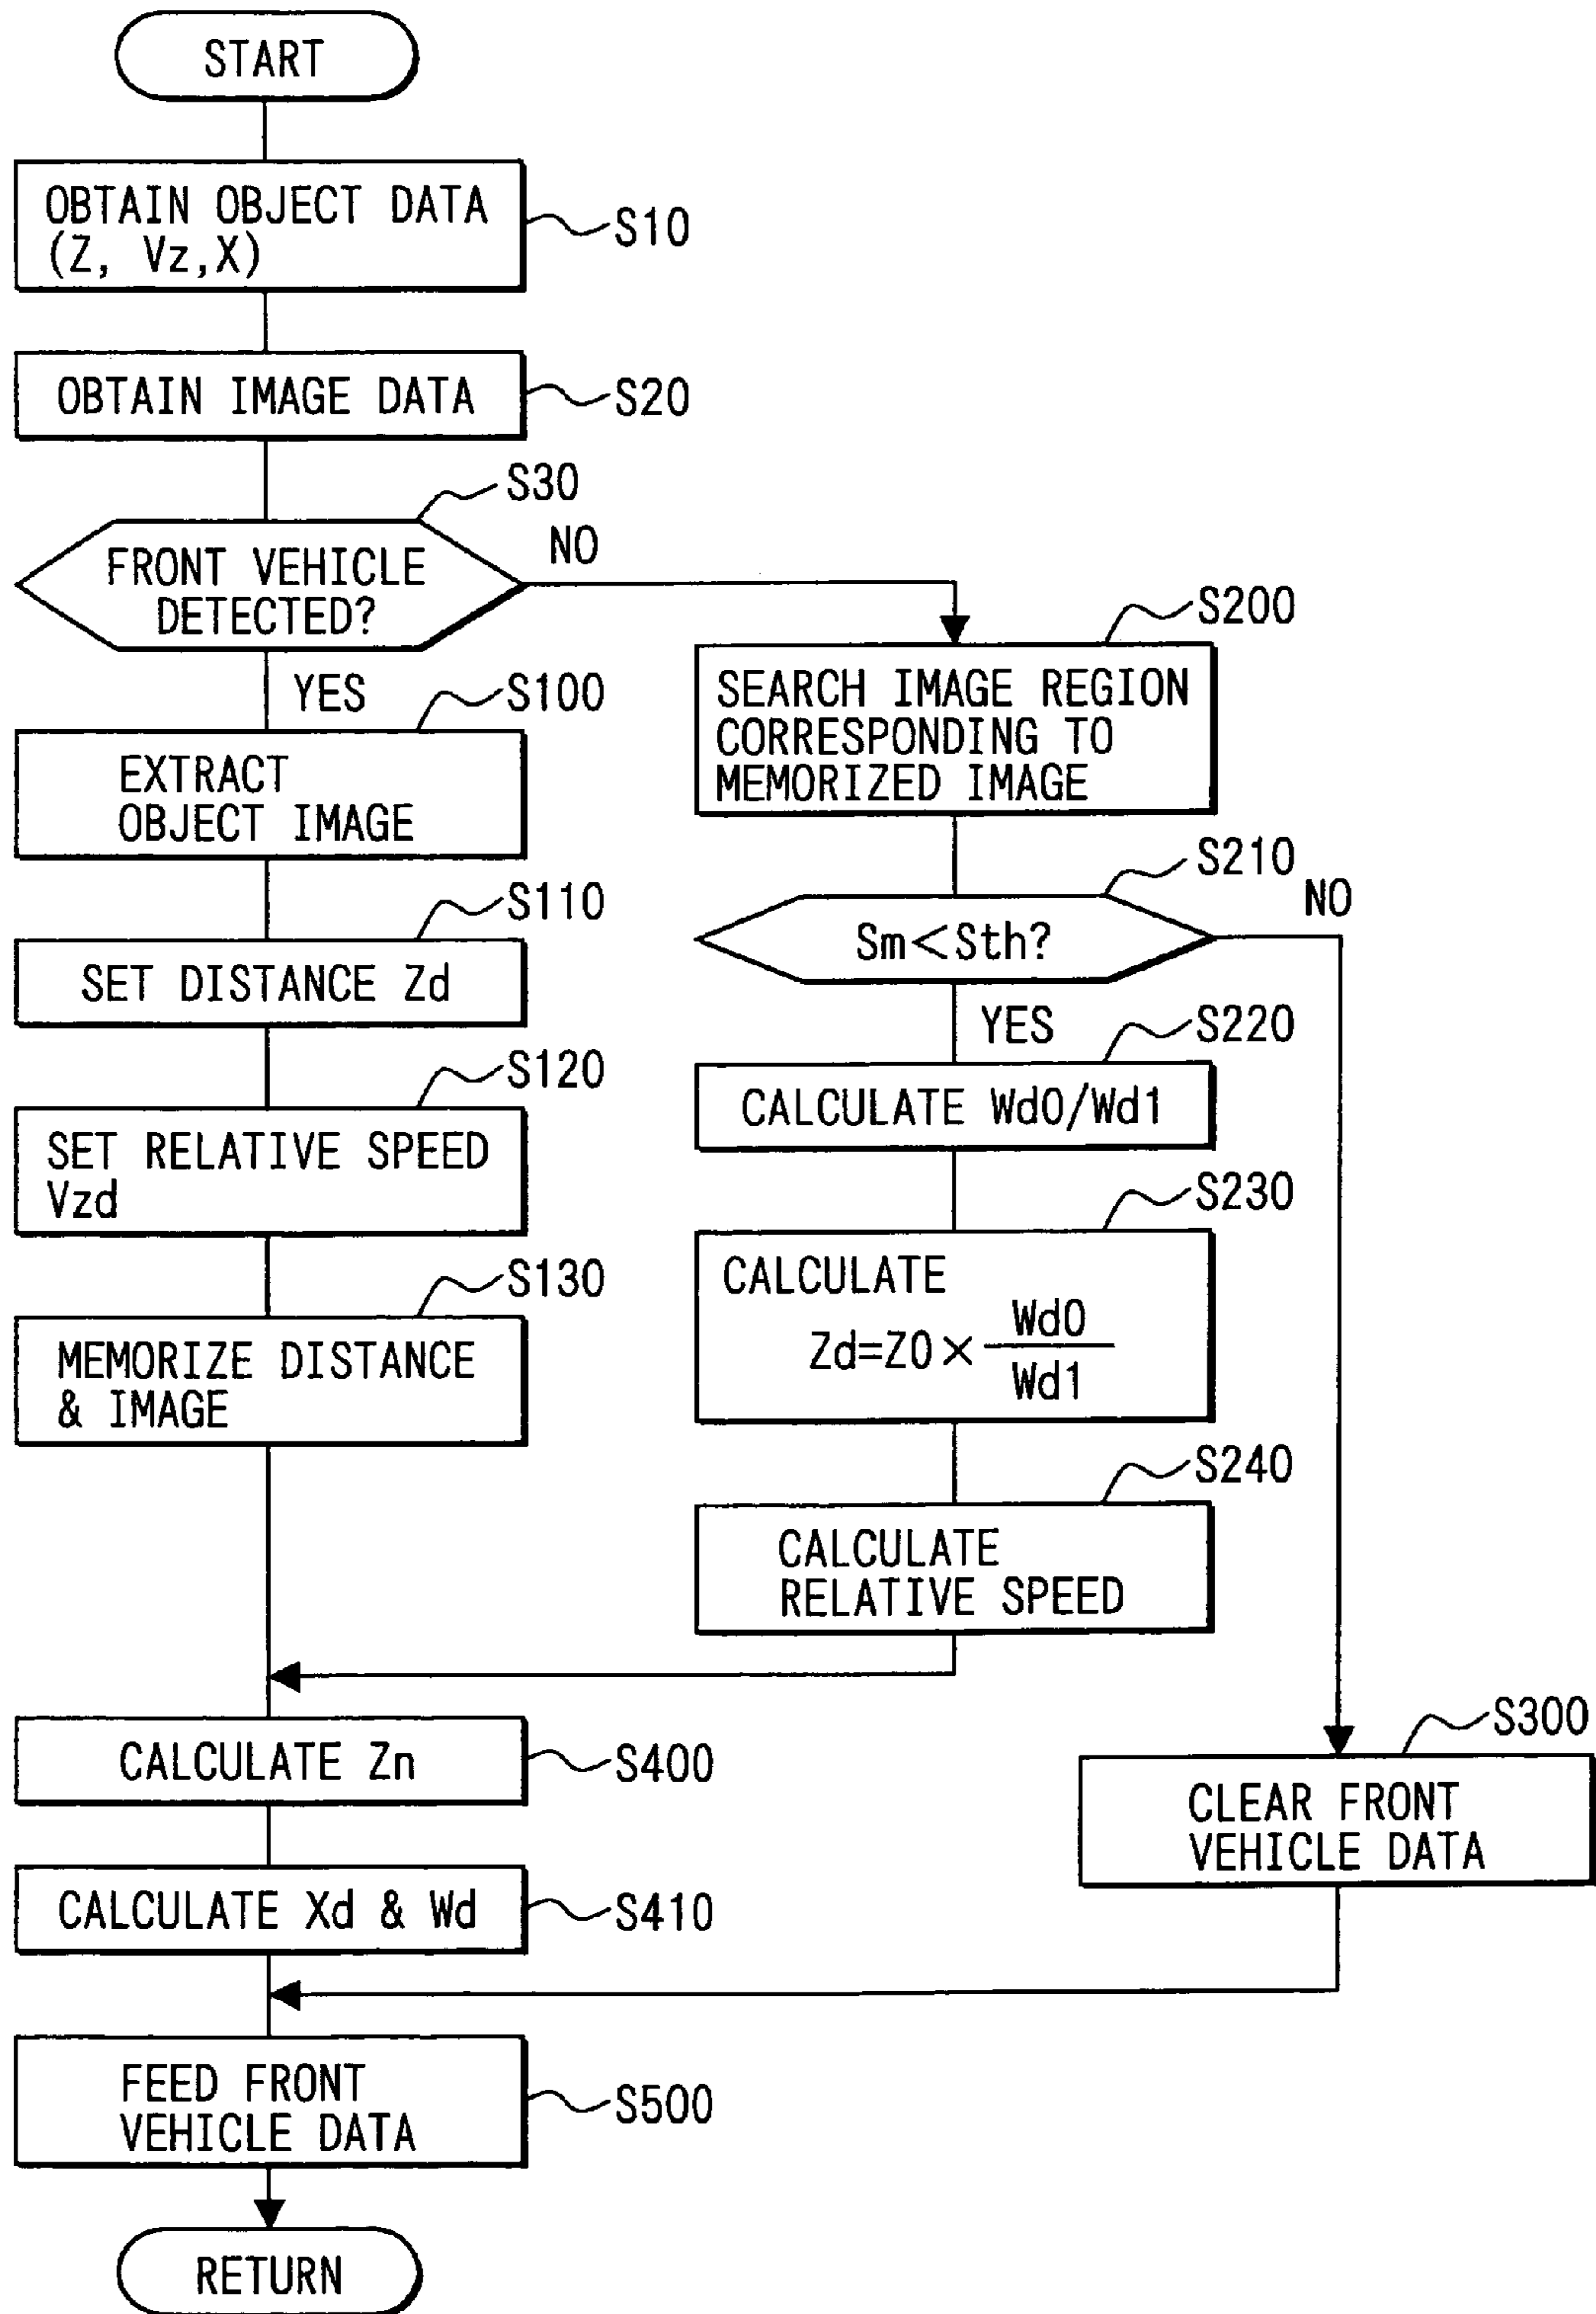 START
OBTAIN OBJECT DATA
(Z, Vz,X)
S10
OBTAIN IMAGE DATA
S20
S30
FRONT VEHICLE
DETECTED?
NO
YES
S100
EXTRACT
OBJECT IMAGE
S110
SET DISTANCE Zd
S120
SET RELATIVE SPEED
Vzd
S130
MEMORIZE DISTANCE
& IMAGE
S200
SEARCH IMAGE REGION
CORRESPONDING TO
MEMORIZED IMAGE
S210
Sm<Sth?
NO
YES
S220
CALCULATE Wd0/Wd1
S230
CALCULATE
Zd=Z0×Wd0/Wd1
S240
CALCULATE
RELATIVE SPEED
S300
CLEAR FRONT
VEHICLE DATA
CALCULATE Zn
S400
CALCULATE Xd & Wd
S410
FEED FRONT
VEHICLE DATA
S500
RETURN